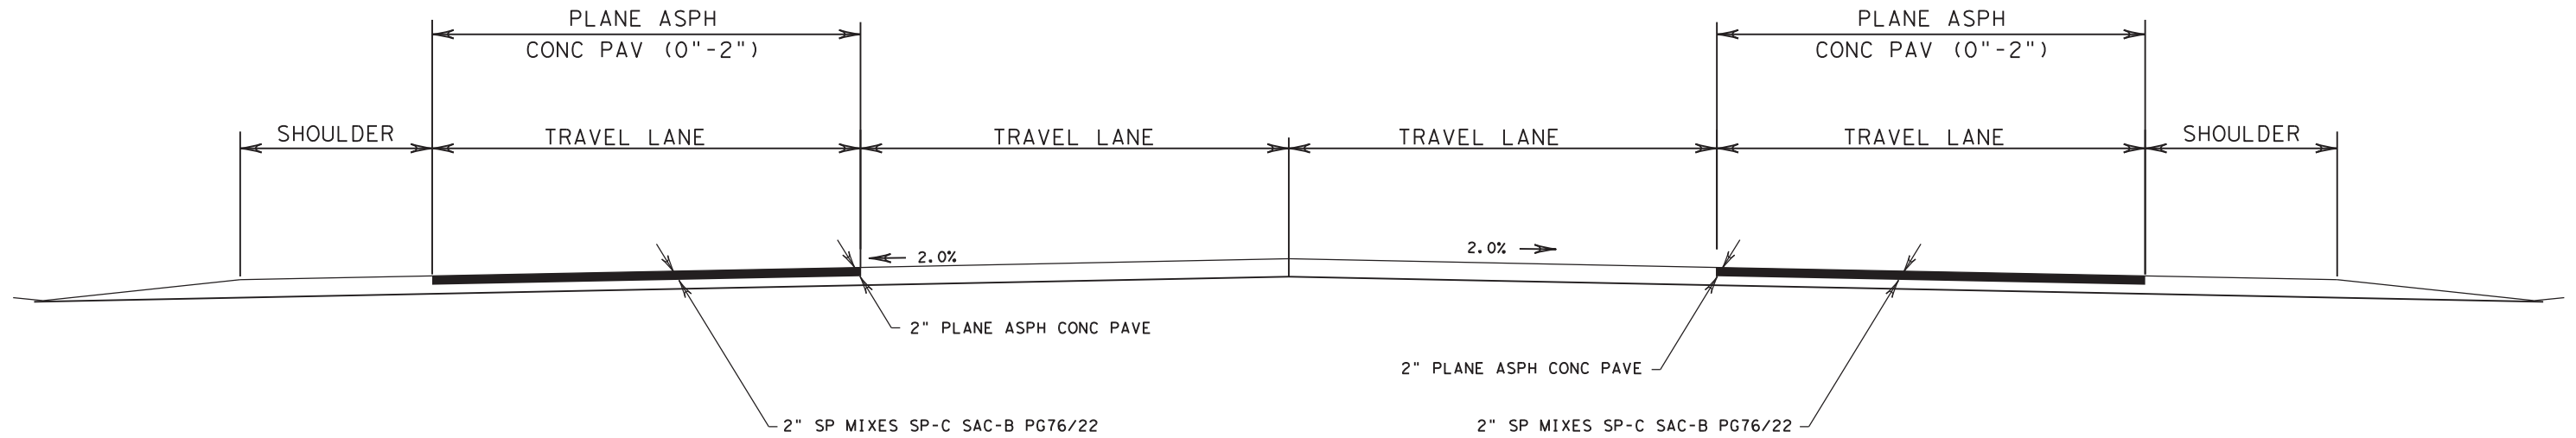 PLANE ASPH
CONC PAV (0"-2")
PLANE ASPH
CONC PAV (0"-2")
SHOULDER
TRAVEL LANE
TRAVEL LANE
TRAVEL LANE
TRAVEL LANE
SHOULDER
2.0%
2.0%
2" PLANE ASPH CONC PAVE
2" PLANE ASPH CONC PAVE
2" SP MIXES SP-C SAC-B PG76/22
2" SP MIXES SP-C SAC-B PG76/22